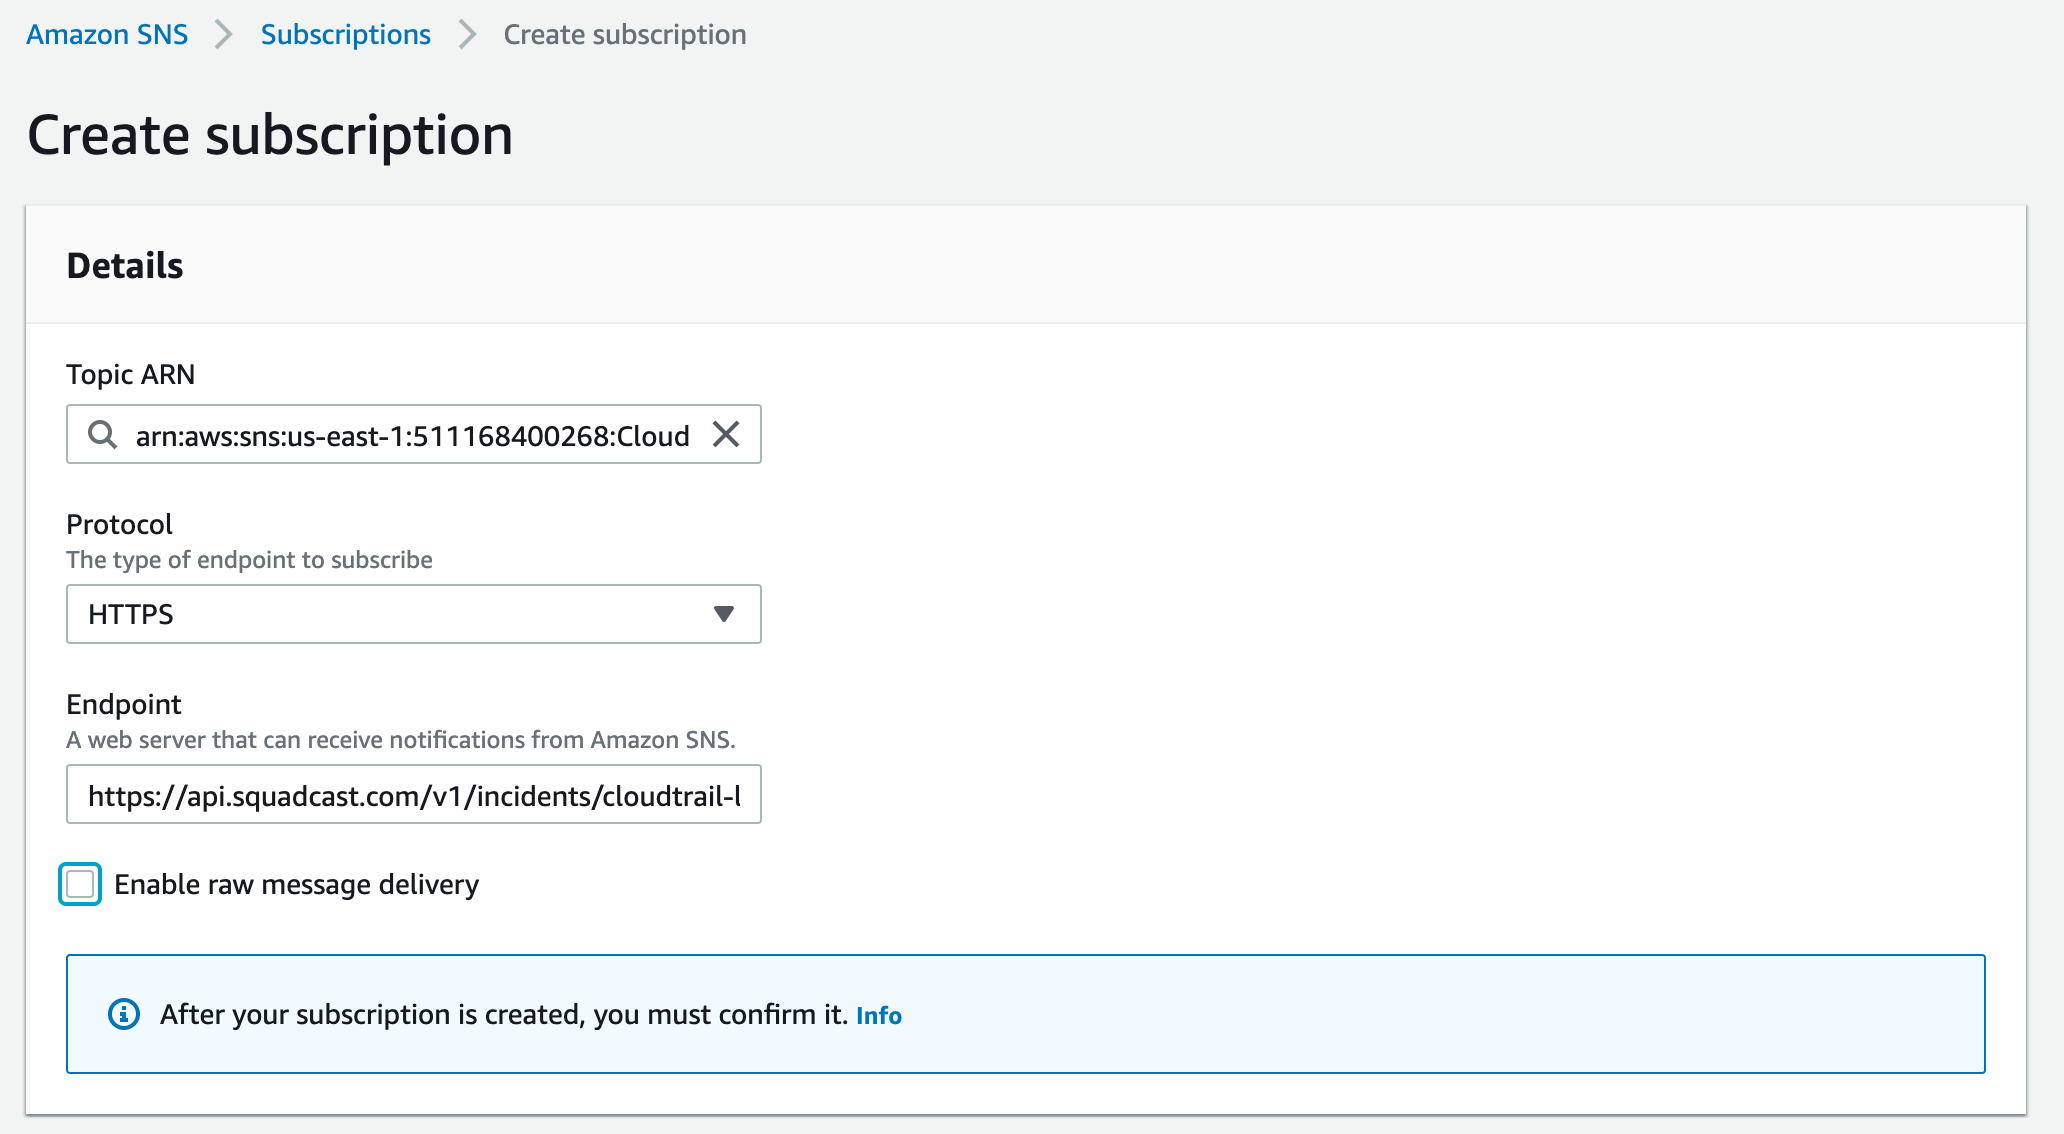 Amazon SNS > Subscriptions > Create subscription
Create subscription
Details
Topic ARN
arn:aws:sns:us-east-1:511168400268:Cloud
Protocol
The type of endpoint to subscribe
HTTPS
Endpoint
A web server that can receive notifications from Amazon SNS.
https://api.squadcast.com/v1/incidents/cloudtrail-l
Enable raw message delivery
After your subscription is created, you must confirm it. Info